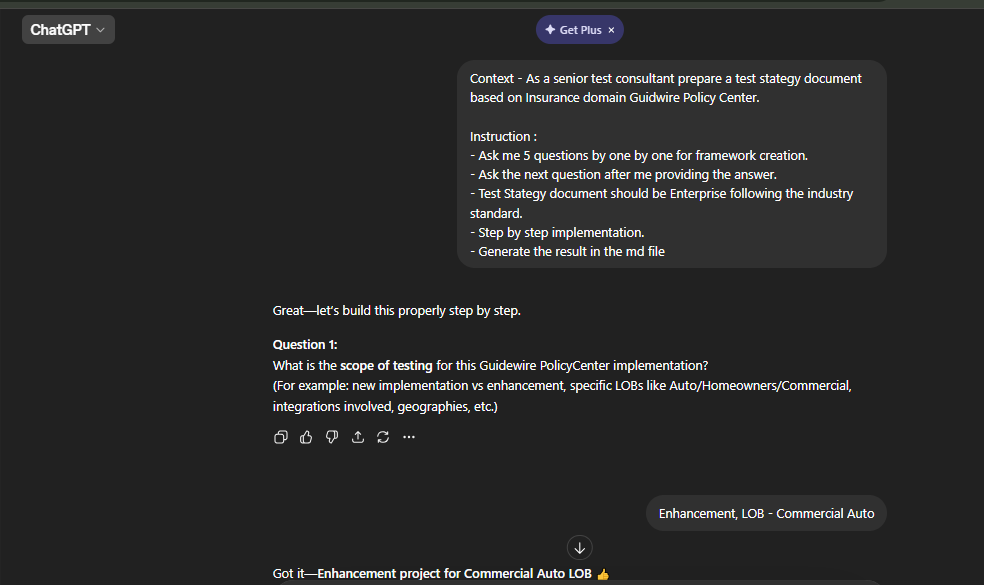 ChatGPT
Get Plus ×
Context - As a senior test consultant prepare a test stategy document
based on Insurance domain Guidwire Policy Center.
Instruction :
- Ask me 5 questions by one by one for framework creation.
- Ask the next question after me providing the answer.
- Test Stategy document should be Enterprise following the industry
standard.
- Step by step implementation.
- Generate the result in the md file
Great—let's build this properly step by step.
Question 1:
What is the scope of testing for this Guidewire PolicyCenter implementation?
(For example: new implementation vs enhancement, specific LOBs like Auto/Homeowners/Commercial,
integrations involved, geographies, etc.)
Enhancement, LOB - Commercial Auto
Got it—Enhancement project for Commercial Auto LOB 👍